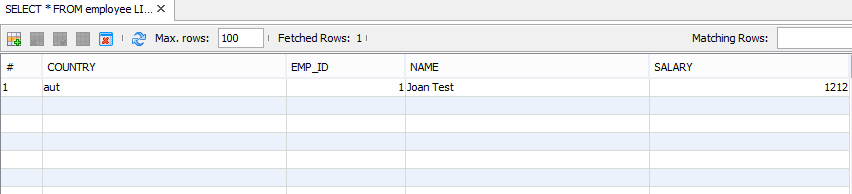 SELECT * FROM employee LI...
Max. rows: 100 Fetched Rows: 1 Matching Rows:
# COUNTRY EMP_ID NAME SALARY
1 aut 1 Joan Test 1212